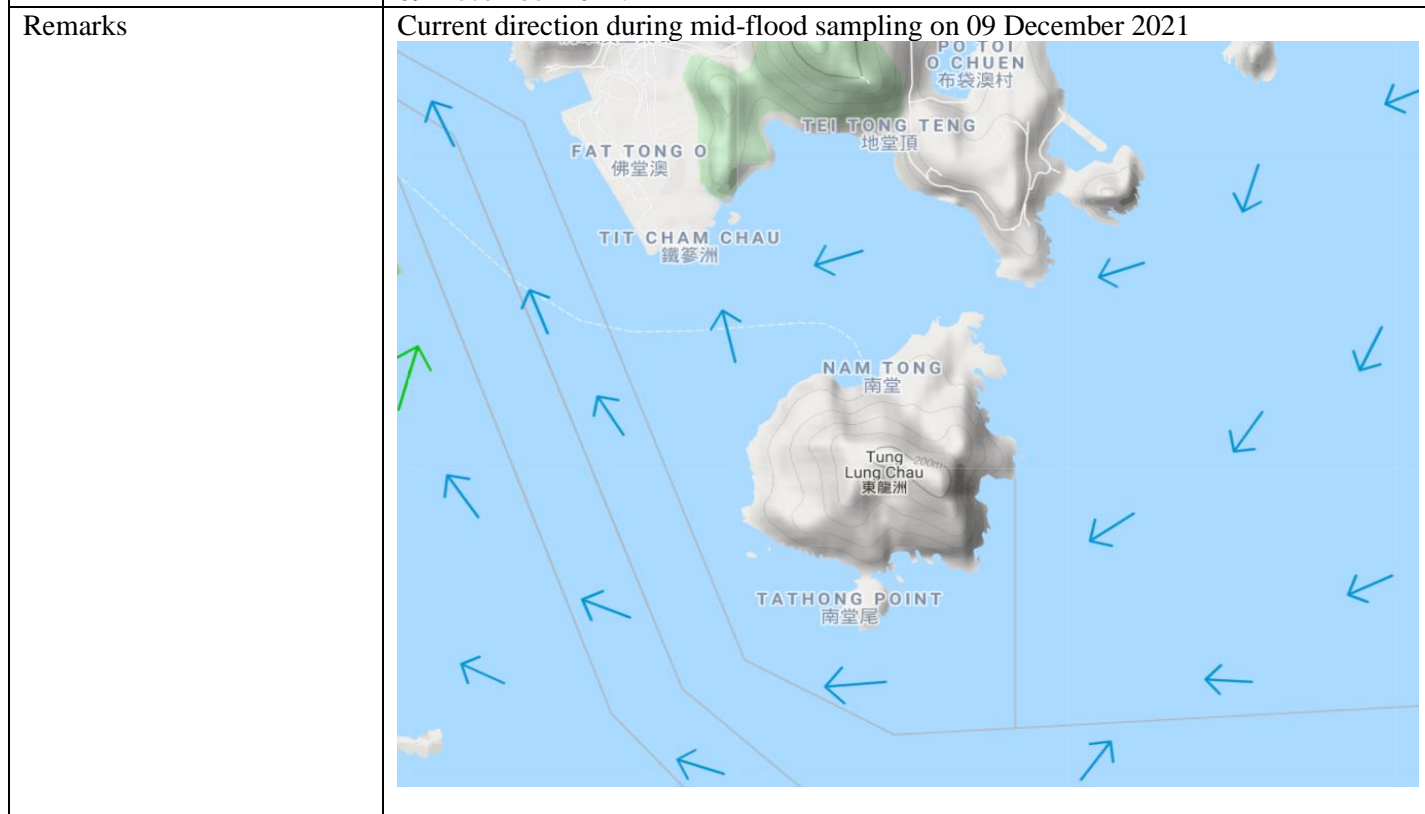 Remarks
Current direction during mid-flood sampling on 09 December 2021
PO TOI
O CHUEN
布袋澳村
TEI TONG TENG
地堂頂
FAT TONG O
佛堂澳
TIT CHAM CHAU
鐵篸洲
NAM TONG
南堂
Tung
Lung Chau
東龍洲
200m
TATHONG POINT
南堂尾